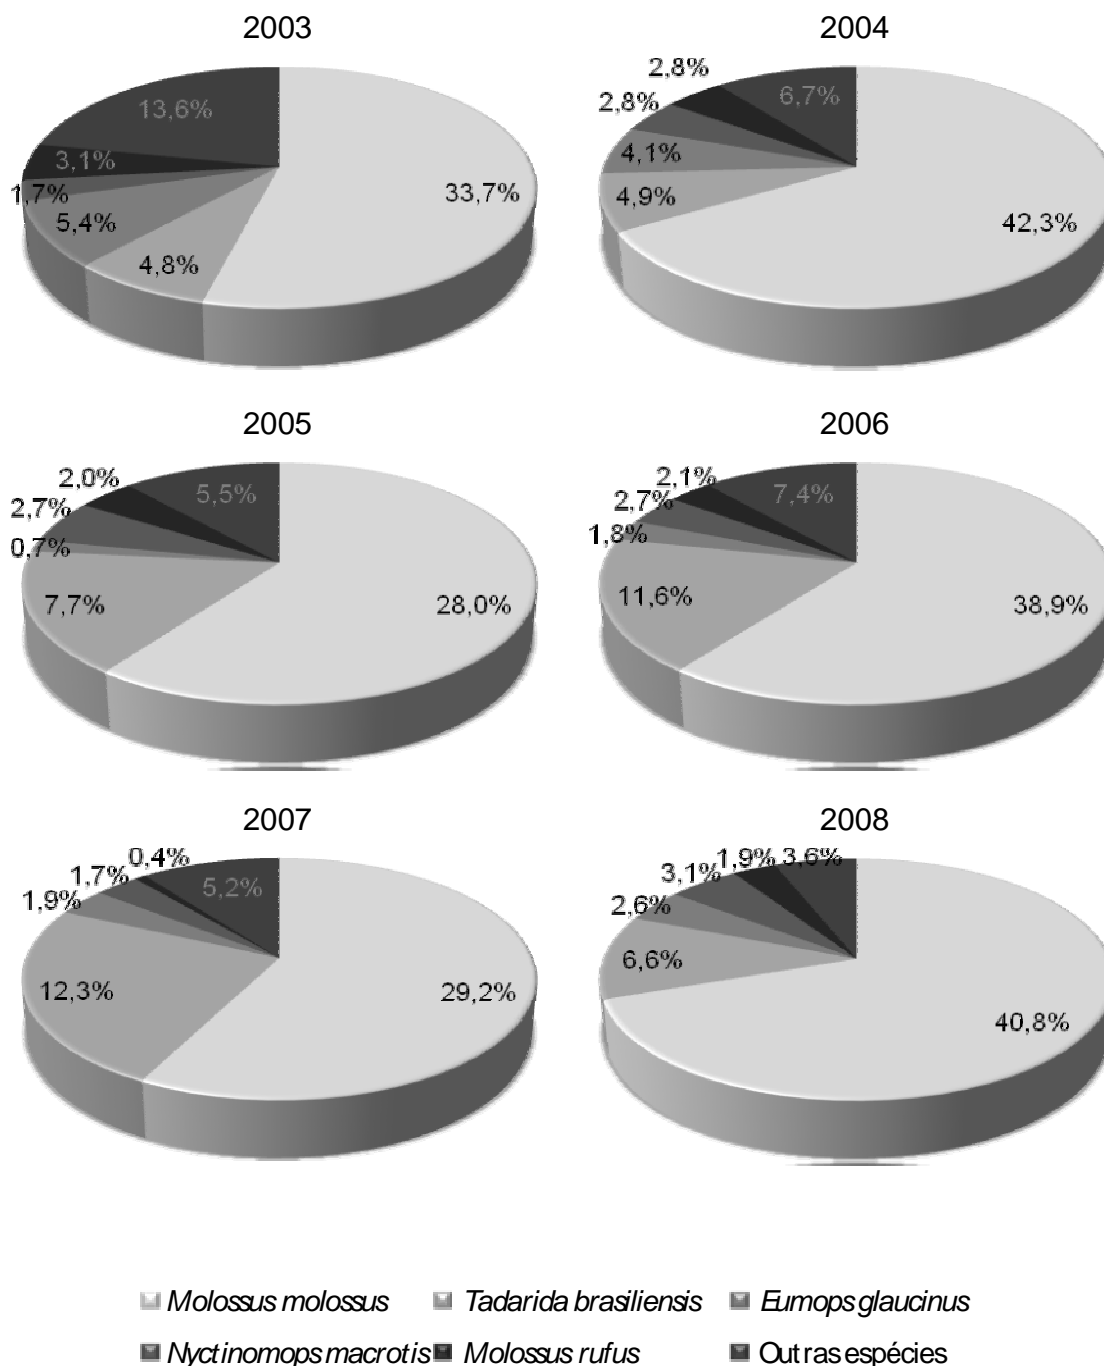 2003 2004
2,8%
13,6% 2,8% 6,7%
3,1% 4,1%
1,7% 33,7% 4,9%
5,4% 42,3%
4,8%
2005 2006
2,0% 5,5% 2,1% 7,4%
2,7% 2,7%
0,7% 1,8%
7,7% 28,0% 11,6% 38,9%
2007 2008
0,4% 1,9% 3,6%
1,7% 5,2% 3,1%
1,9% 2,6%
12,3% 29,2% 6,6%
40,8%
Molossus molossus Tadarida brasiliensis Eumops glaucinus
Nyctinomops macrotis Molossus rufus Outras espécies